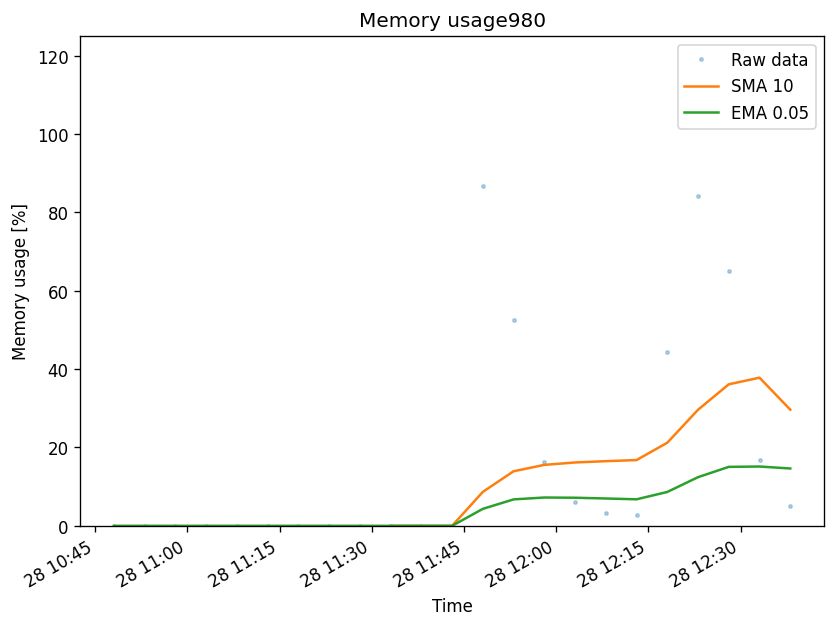 Memory usage980
Raw data
SMA 10
EMA 0.05
120
100
80
60
40
20
0
Memory usage [%]
28 10:45
28 11:00
28 11:15
28 11:30
28 11:45
28 12:00
28 12:15
28 12:30
Time